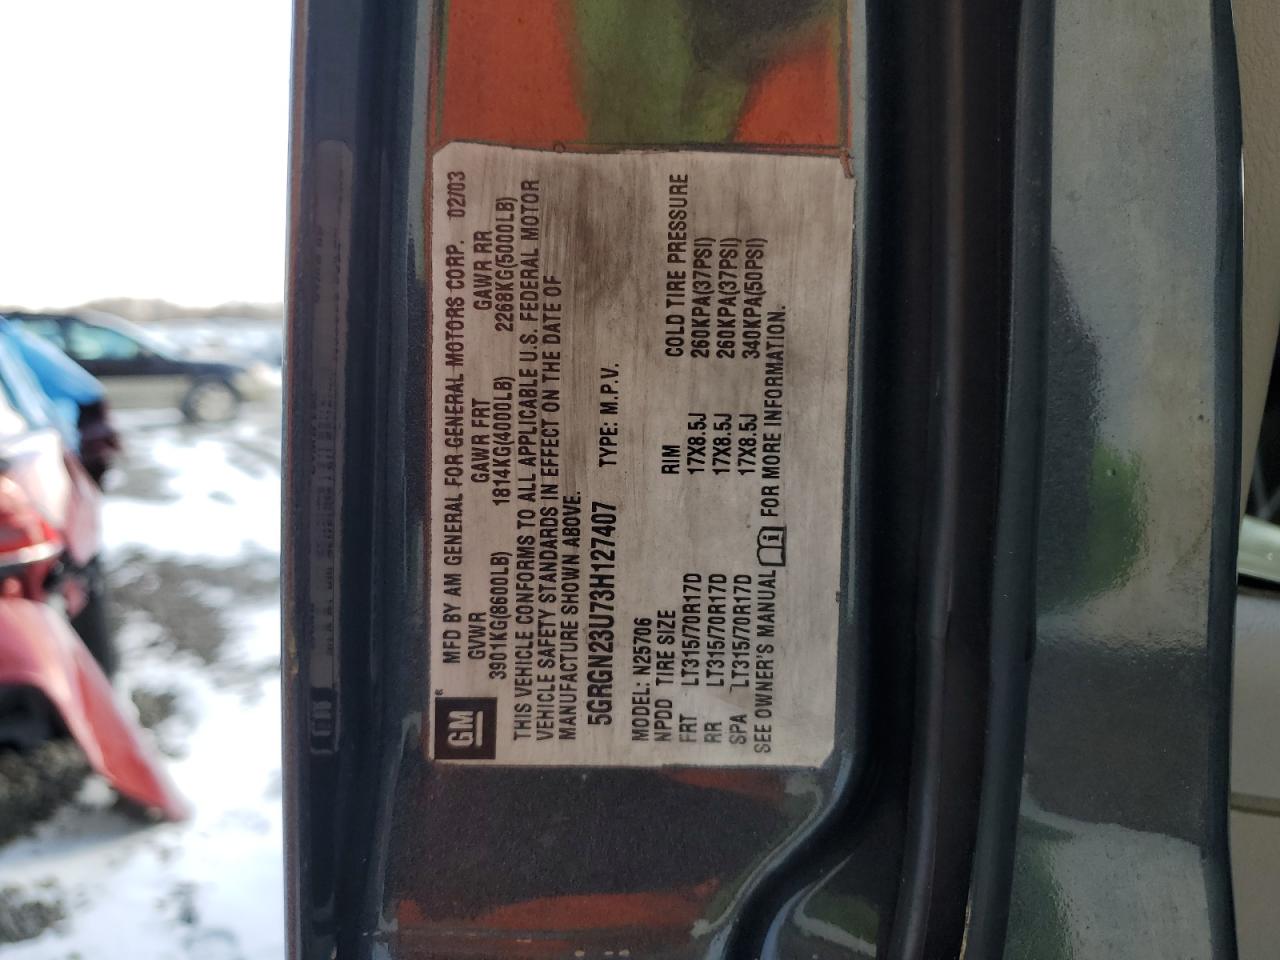 GM®
MFD BY AM GENERAL FOR GENERAL MOTORS CORP. 02/03
GVWR GAWR FRT GAWR RR
3901KG(8600LB) 1814KG(4000LB) 2268KG(5000LB)
THIS VEHICLE CONFORMS TO ALL APPLICABLE U.S. FEDERAL MOTOR
VEHICLE SAFETY STANDARDS IN EFFECT ON THE DATE OF
MANUFACTURE SHOWN ABOVE.
5GRGN23U73H127407 TYPE: M.P.V.
MODEL: N25706
NPDD TIRE SIZE RIM COLD TIRE PRESSURE
FRT LT315/70R17D 17X8.5J 260KPA(37PSI)
RR LT315/70R17D 17X8.5J 260KPA(37PSI)
SPA LT315/70R17D 17X8.5J 340KPA(50PSI)
SEE OWNER'S MANUAL i FOR MORE INFORMATION.